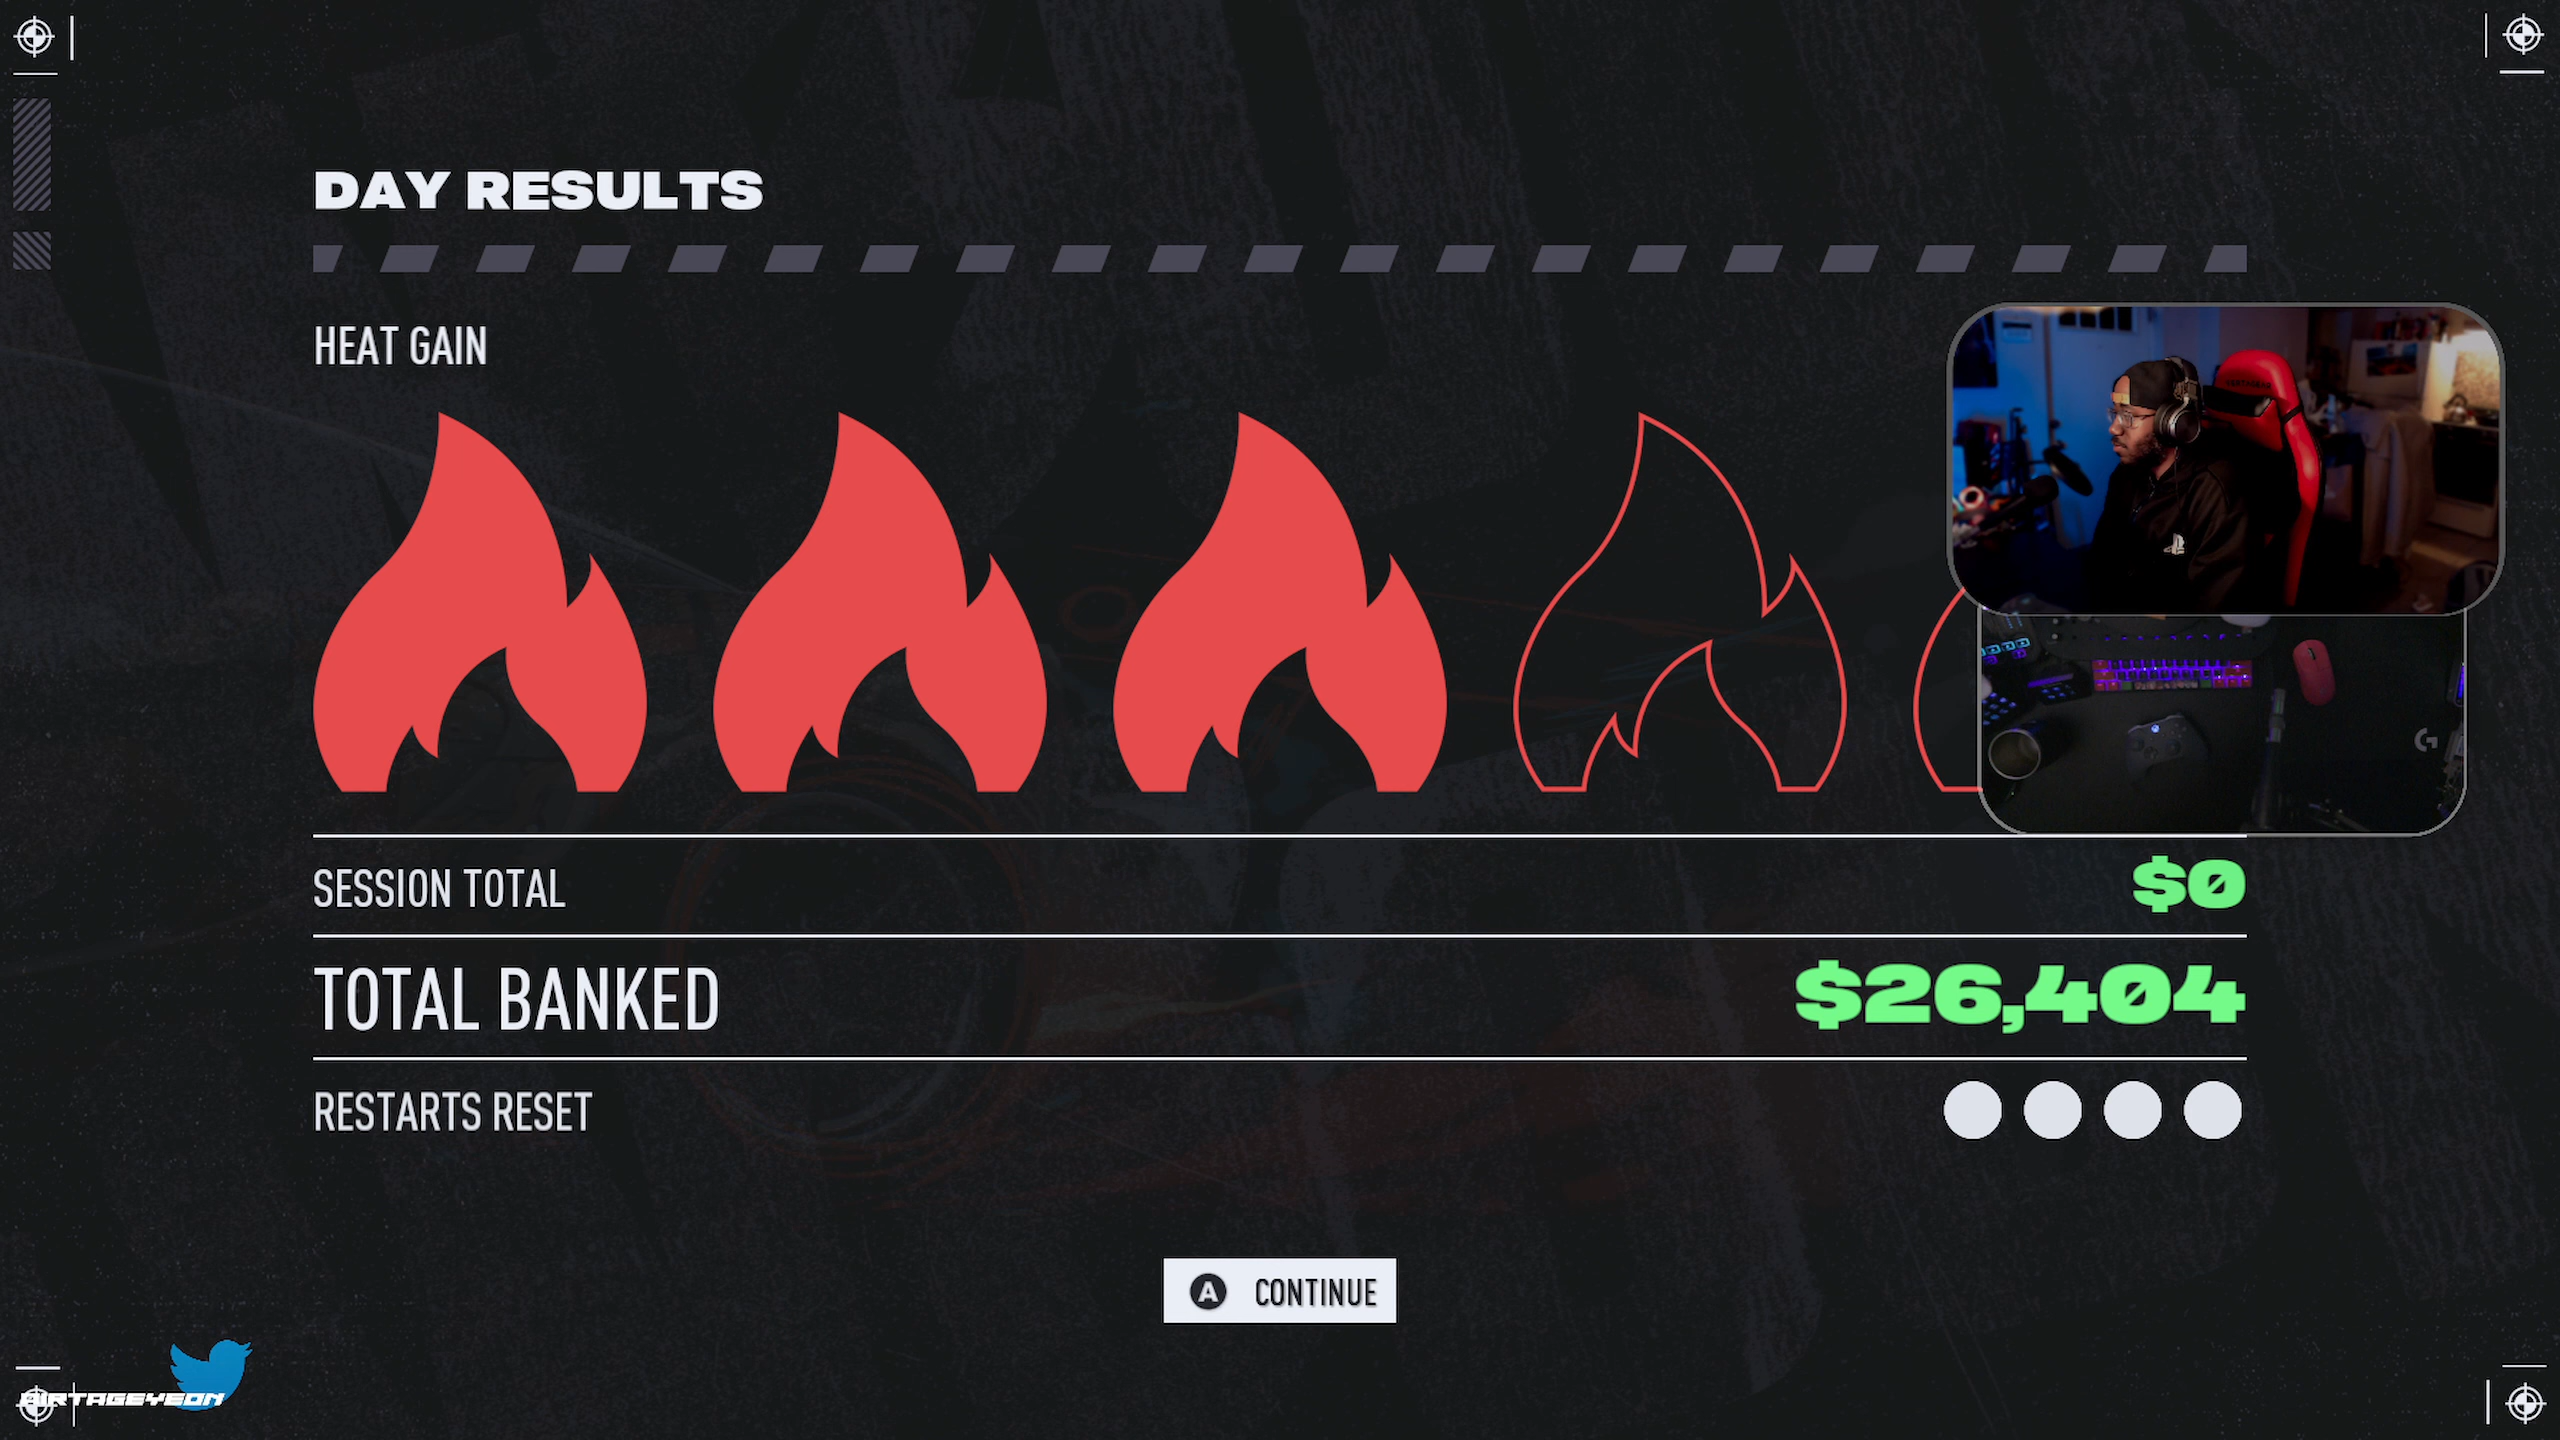 DAY RESULTS
HEAT GAIN
SESSION TOTAL
$0
TOTAL BANKED
$26,404
RESTARTS RESET
A CONTINUE